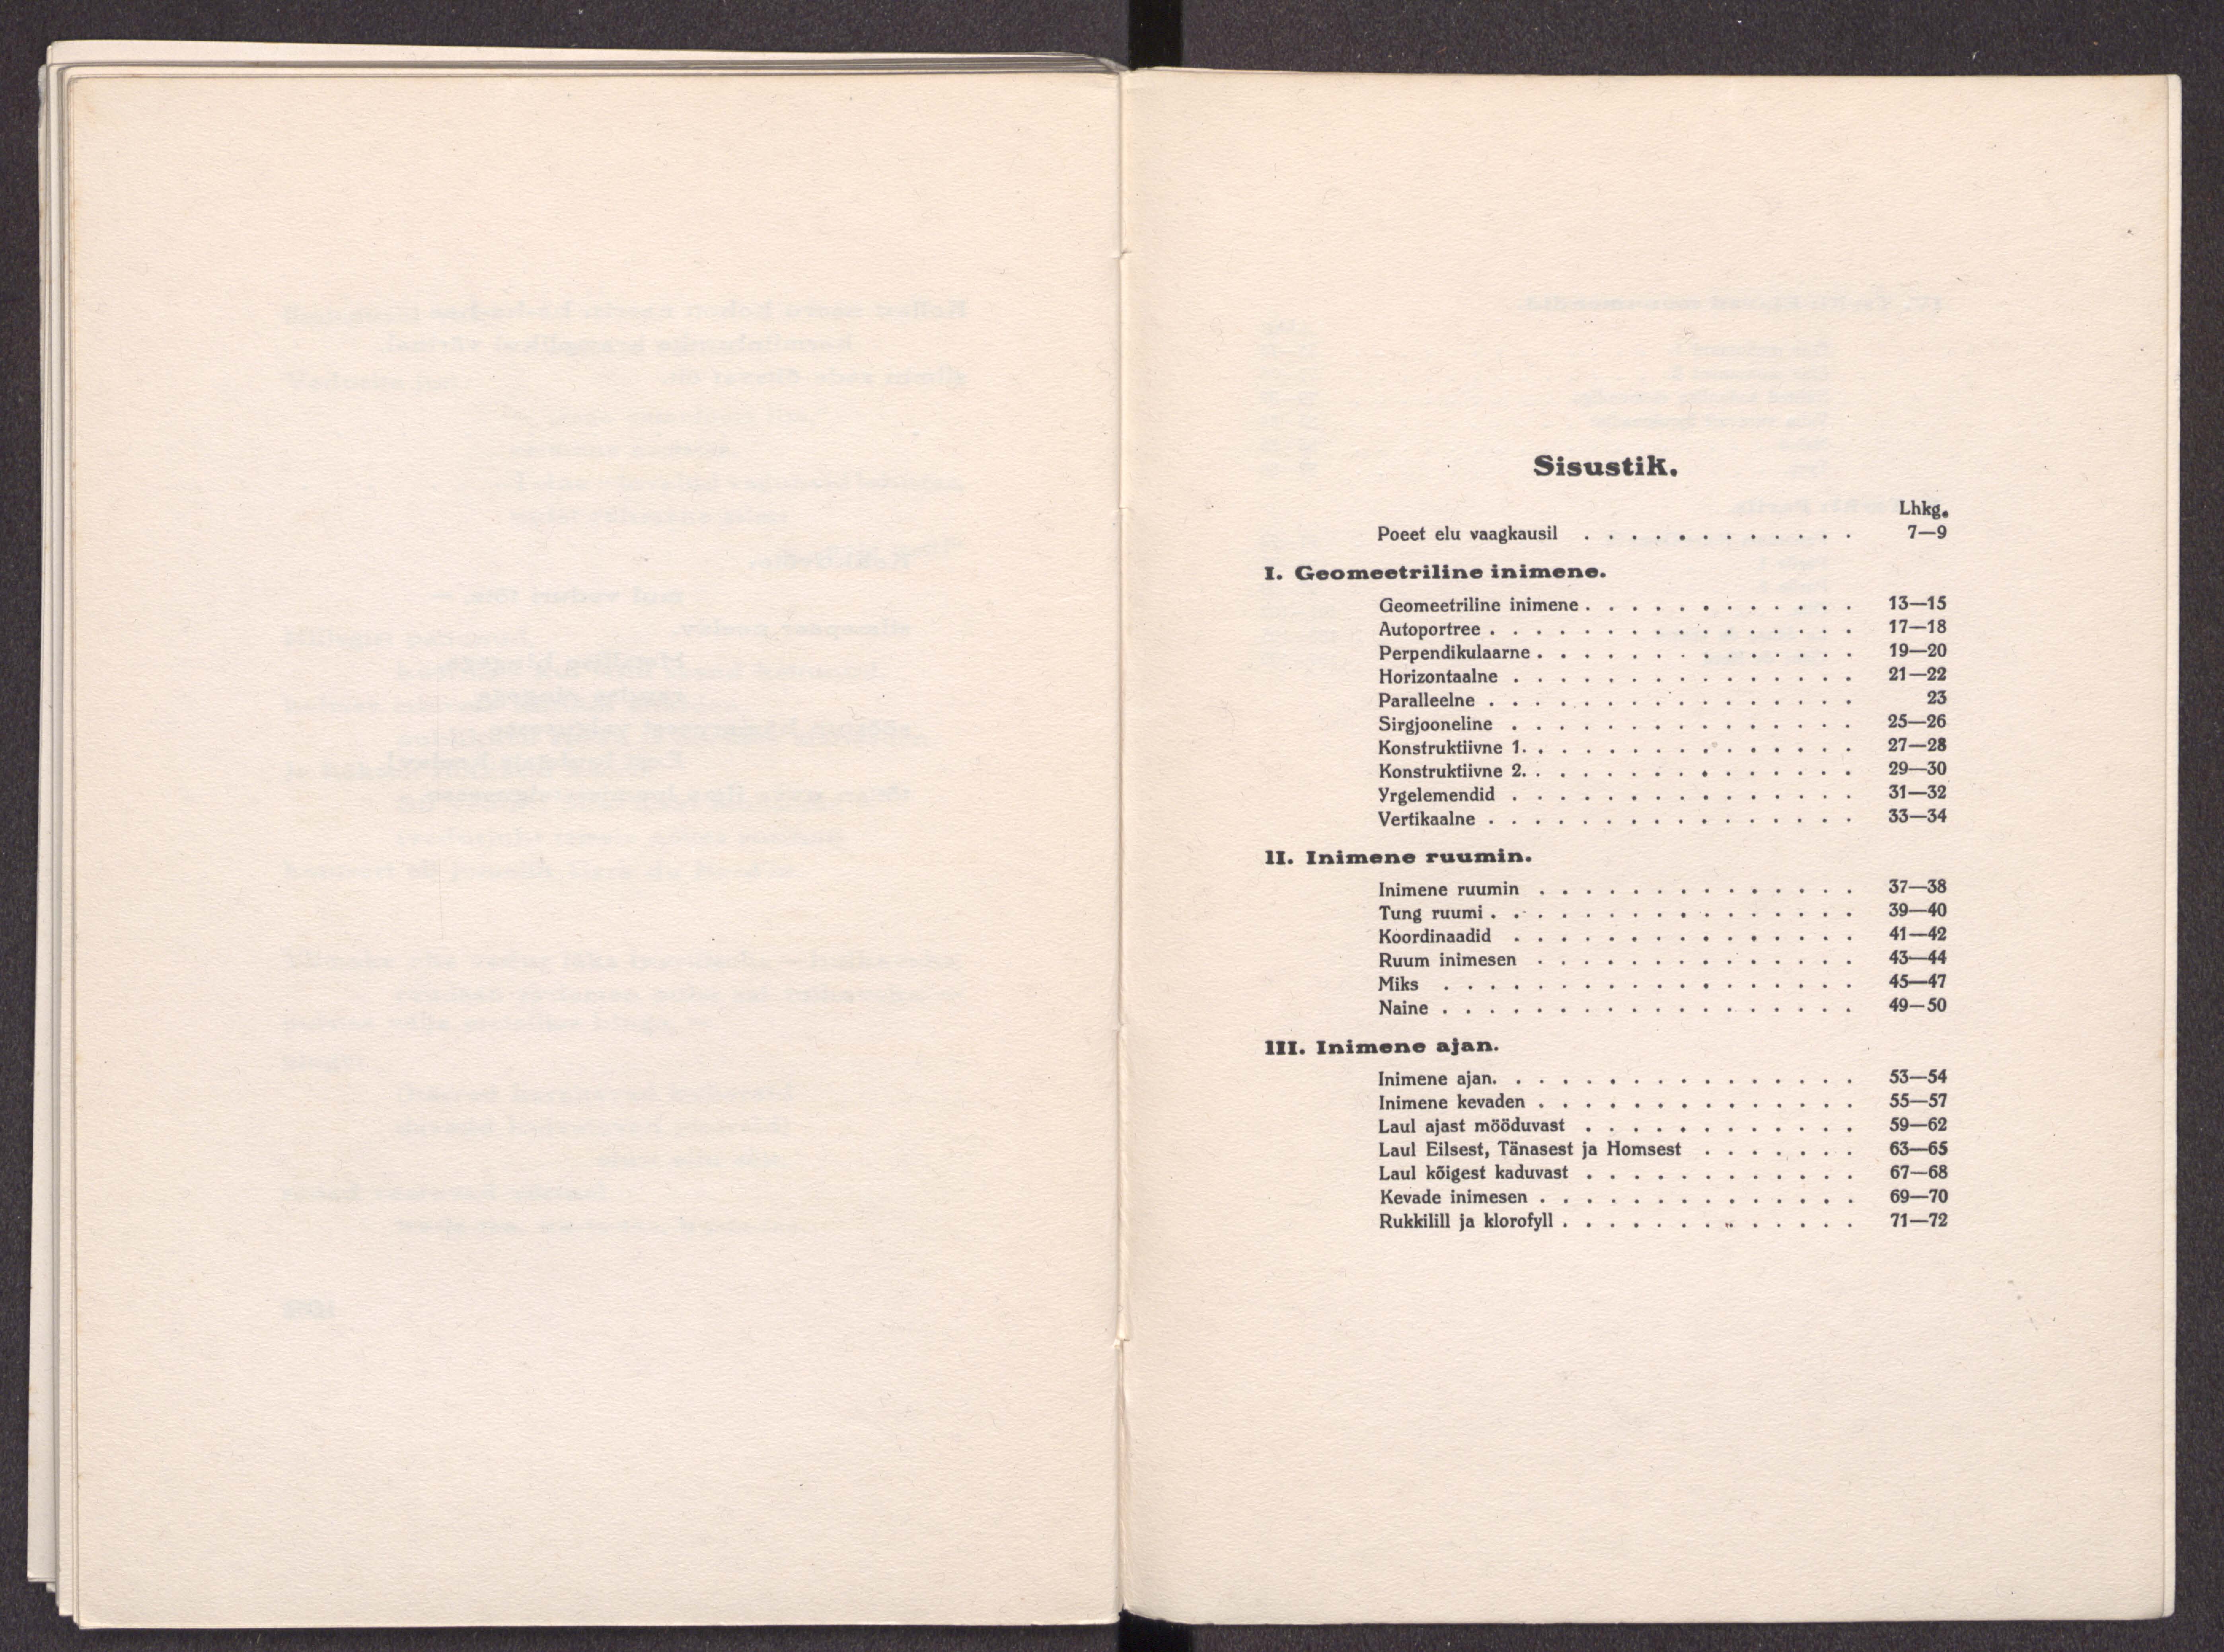 Sisustik.
Lhkg.
Poeet elu vaagkausil . . . . . . . . . . . . 7—9
I. Geomeetriline inimene.
Geomeetriline inimene . . . . . . . . . . . . 13—15
Autoportree . . . . . . . . . . . . . . . . 17—18
Perpendikulaarne . . . . . . . . . . . . . . 19—20
Horizontaalne . . . . . . . . . . . . . . . 21—22
Paralleelne . . . . . . . . . . . . . . . . 23
Sirgjooneline . . . . . . . . . . . . . . . 25—26
Konstruktiivne 1. . . . . . . . . . . . . . . 27—28
Konstruktiivne 2. . . . . . . . . . . . . . . 29—30
Yrgelemendid . . . . . . . . . . . . . . . 31—32
Vertikaalne . . . . . . . . . . . . . . . . 33—34
II. Inimene ruumin.
Inimene ruumin . . . . . . . . . . . . . . 37—38
Tung ruumi . . . . . . . . . . . . . . . . 39—40
Koordinaadid . . . . . . . . . . . . . . . 41—42
Ruum inimesen . . . . . . . . . . . . . . 43—44
Miks . . . . . . . . . . . . . . . . . . 45—47
Naine . . . . . . . . . . . . . . . . . . 49—50
III. Inimene ajan.
Inimene ajan. . . . . . . . . . . . . . . . 53—54
Inimene kevaden . . . . . . . . . . . . . . 55—57
Laul ajast mööduvast . . . . . . . . . . . . 59—62
Laul Eilsest, Tänasest ja Homsest . . . . . . . 63—65
Laul kõigest kaduvast . . . . . . . . . . . . 67—68
Kevade inimesen . . . . . . . . . . . . . . 69—70
Rukkilill ja klorofyll . . . . . . . . . . . . . 71—72